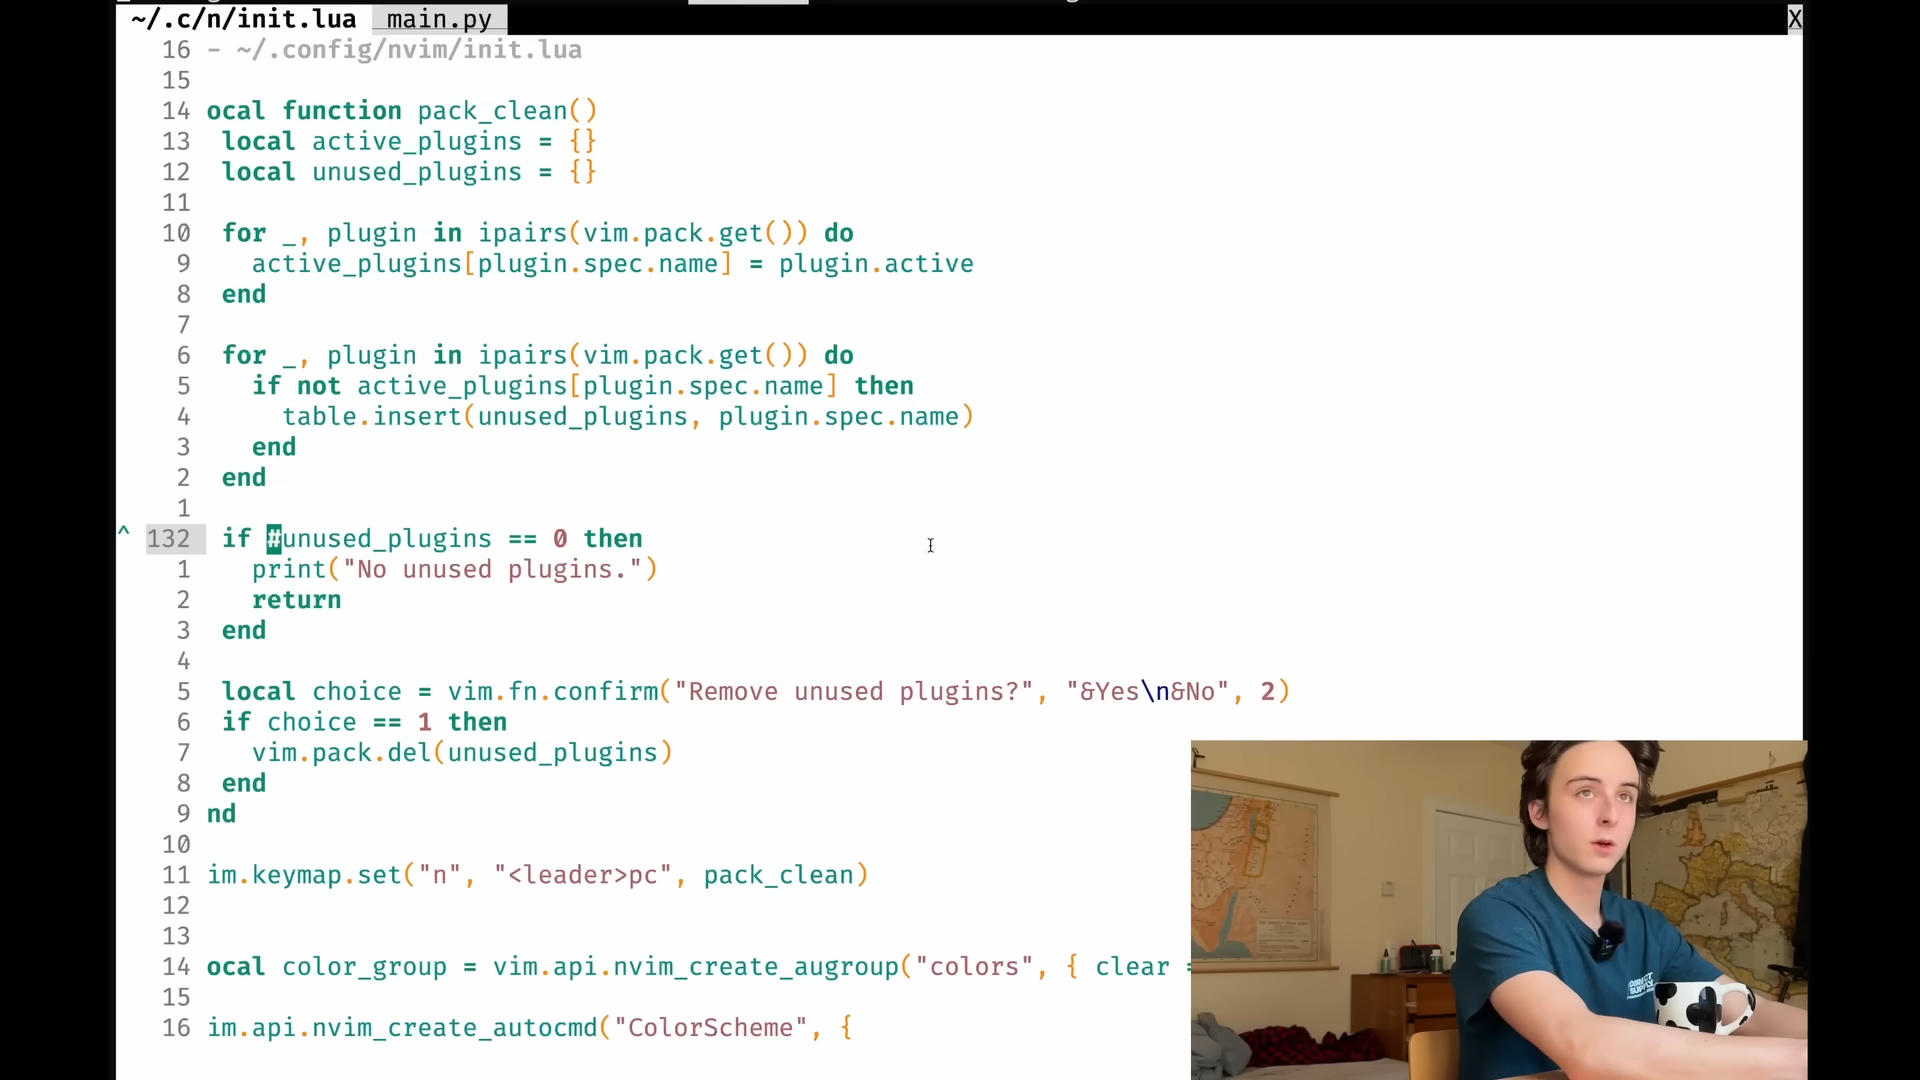 ~/.c/n/init.lua main.py X
16 - ~/.config/nvim/init.lua
15
14 ocal function pack_clean()
13 local active_plugins = {}
12 local unused_plugins = {}
11
10 for _, plugin in ipairs(vim.pack.get()) do
9 active_plugins[plugin.spec.name] = plugin.active
8 end
7
6 for _, plugin in ipairs(vim.pack.get()) do
5 if not active_plugins[plugin.spec.name] then
4 table.insert(unused_plugins, plugin.spec.name)
3 end
2 end
1
^ 132 if #unused_plugins == 0 then
1 print("No unused plugins.")
2 return
3 end
4
5 local choice = vim.fn.confirm("Remove unused plugins?", "&Yes\n&No", 2)
6 if choice == 1 then
7 vim.pack.del(unused_plugins)
8 end
9 nd
10
11 im.keymap.set("n", "<leader>pc", pack_clean)
12
13
14 ocal color_group = vim.api.nvim_create_augroup("colors", { clear =
15
16 im.api.nvim_create_autocmd("ColorScheme", {